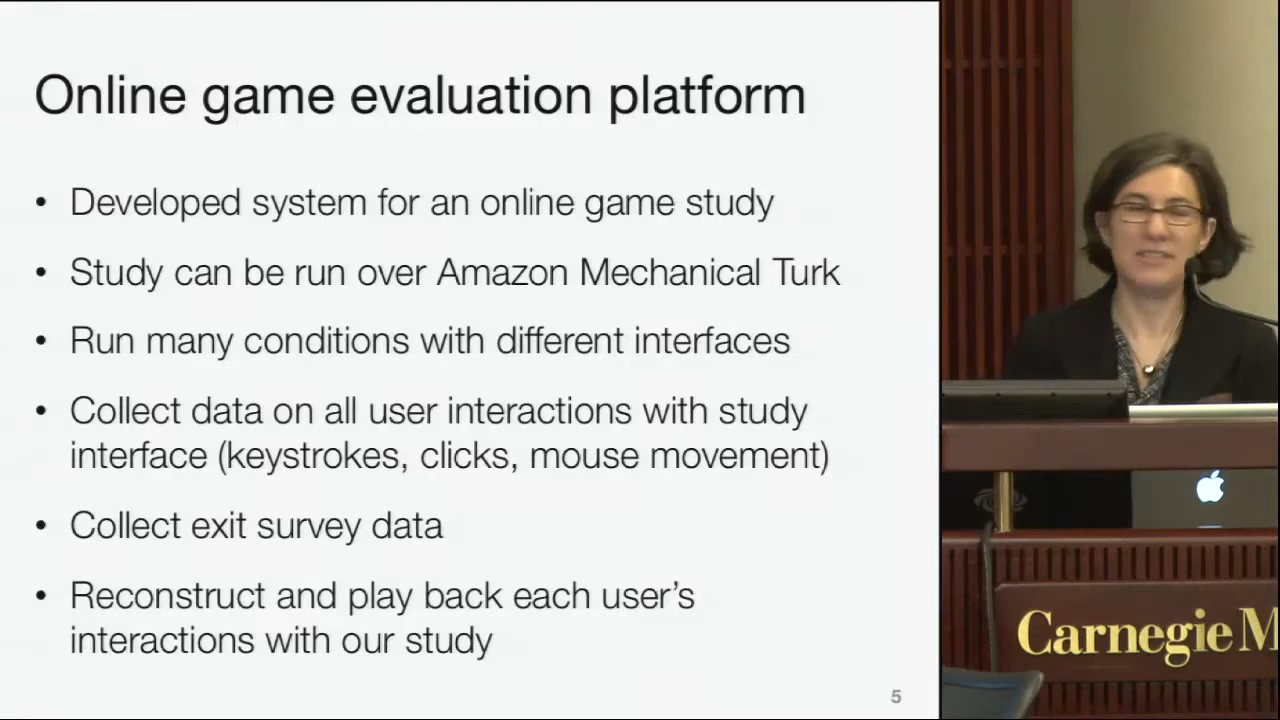 Online game evaluation platform
• Developed system for an online game study
• Study can be run over Amazon Mechanical Turk
• Run many conditions with different interfaces
• Collect data on all user interactions with study
interface (keystrokes, clicks, mouse movement)
• Collect exit survey data
• Reconstruct and play back each user's
interactions with our study
5
Carnegie M